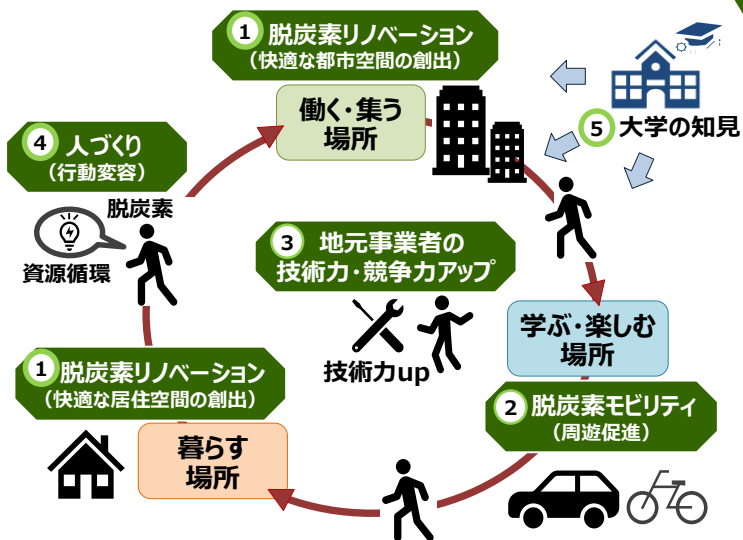 1 脱炭素リノベーション
(快適な都市空間の創出)
働く・集う
場所
5 大学の知見
4 人づくり
(行動変容)
脱炭素
資源循環
3 地元事業者の
技術力・競争力アップ
技術力up
学ぶ・楽しむ
場所
1 脱炭素リノベーション
(快適な居住空間の創出)
暮らす
場所
2 脱炭素モビリティ
(周遊促進)